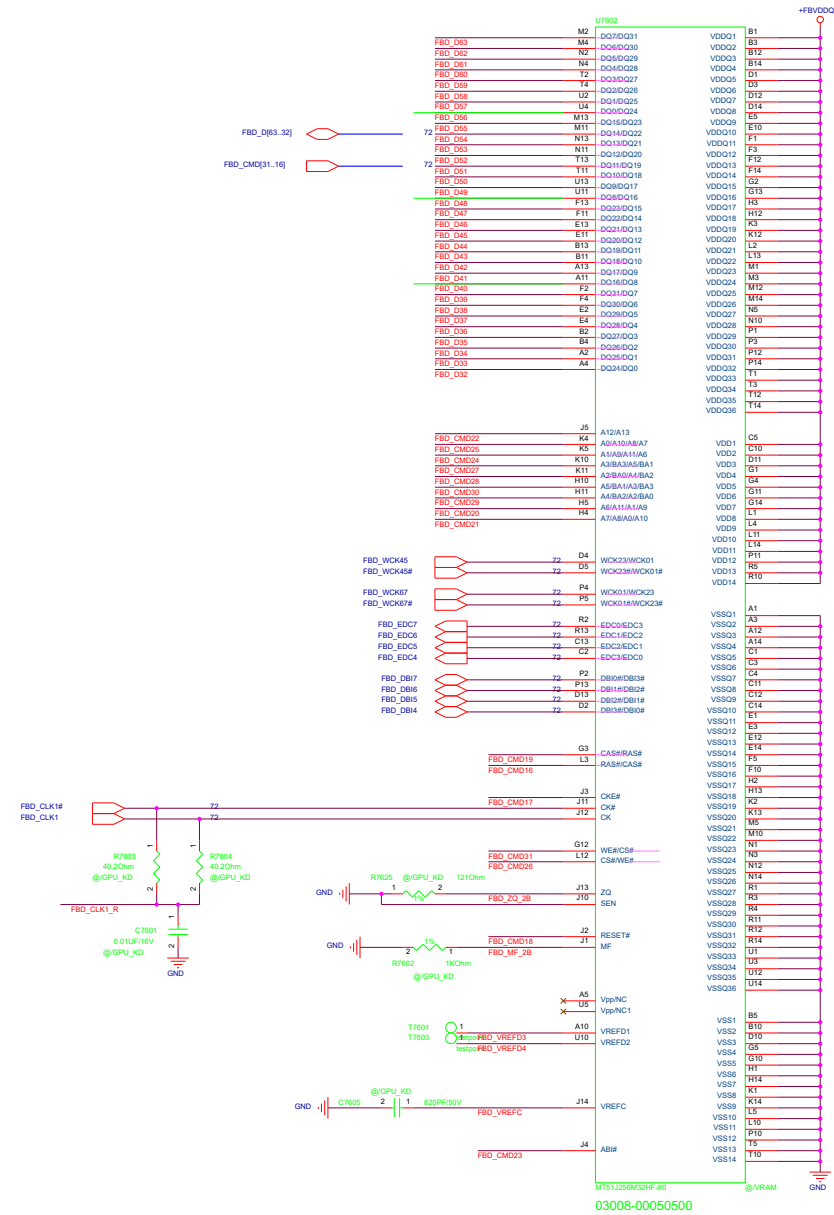 +FBVDDQ
U7602
FBD_D63 M2 DQ7/DQ31
FBD_D62 M4 DQ6/DQ30
FBD_D61 N2 DQ5/DQ29
FBD_D60 N4 DQ4/DQ28
FBD_D59 T2 DQ3/DQ27
FBD_D58 T4 DQ2/DQ26
FBD_D57 U2 DQ1/DQ25
FBD_D56 U4 DQ0/DQ24
FBD_D55 M13 DQ15/DQ23
FBD_D54 M11 DQ14/DQ22
FBD_D53 N13 DQ13/DQ21
FBD_D52 N11 DQ12/DQ20
FBD_D51 T13 DQ11/DQ19
FBD_D50 T11 DQ10/DQ18
FBD_D49 U13 DQ9/DQ17
FBD_D48 U11 DQ8/DQ16
FBD_D47 F13 DQ23/DQ15
FBD_D46 F11 DQ22/DQ14
FBD_D45 E13 DQ21/DQ13
FBD_D44 E11 DQ20/DQ12
FBD_D43 B13 DQ19/DQ11
FBD_D42 B11 DQ18/DQ10
FBD_D41 A13 DQ17/DQ9
FBD_D40 A11 DQ16/DQ8
FBD_D39 F2 DQ31/DQ7
FBD_D38 F4 DQ30/DQ6
FBD_D37 E2 DQ29/DQ5
FBD_D36 E4 DQ28/DQ4
FBD_D35 B2 DQ27/DQ3
FBD_D34 B4 DQ26/DQ2
FBD_D33 A2 DQ25/DQ1
FBD_D32 A4 DQ24/DQ0
FBD_D[63..32] 72
FBD_CMD[31..16] 72
FBD_CMD22 J5 A12/A13
FBD_CMD25 K4 A0/A10/A8/A7
FBD_CMD24 K5 A1/A9/A11/A6
FBD_CMD27 K10 A3/BA3/A5/BA1
FBD_CMD28 K11 A2/BA0/A4/BA2
FBD_CMD30 H10 A5/BA1/A3/BA3
FBD_CMD29 H11 A4/BA2/A2/BA0
FBD_CMD20 H5 A6/A11/A1/A9
FBD_CMD21 H4 A7/A8/A0/A10
FBD_WCK45 72 D4 WCK23/WCK01
FBD_WCK45# 72 D5 WCK23#/WCK01#
FBD_WCK67 72 P4 WCK01/WCK23
FBD_WCK67# 72 P5 WCK01#/WCK23#
FBD_EDC7 72 R2 EDC0/EDC3
FBD_EDC6 72 R13 EDC1/EDC2
FBD_EDC5 72 C13 EDC2/EDC1
FBD_EDC4 72 C2 EDC3/EDC0
FBD_DBI7 72 P2 DBI0#/DBI3#
FBD_DBI6 72 P13 DBI1#/DBI2#
FBD_DBI5 72 D13 DBI2#/DBI1#
FBD_DBI4 72 D2 DBI3#/DBI0#
FBD_CMD19 G3 CAS#/RAS#
FBD_CMD16 L3 RAS#/CAS#
FBD_CMD17 J3 CKE#
FBD_CLK1# 72 J11 CK#
FBD_CLK1 72 J12 CK
1
1
R7603
40.2Ohm
@/GPU_KD
2
R7604
40.2Ohm
@/GPU_KD
2
FBD_CLK1_R
1
C7601
0.01UF/16V
2
@/GPU_KD
GND
FBD_CMD31 G12 WE#/CS#
FBD_CMD26 L12 CS#/WE#
R7625 @/GPU_KD 121Ohm
GND 1 1% 2
FBD_ZQ_2B J13 ZQ
J10 SEN
FBD_CMD18 J2 RESET#
GND 2 1% 1
FBD_MF_2B J1 MF
R7602 1KOhm
@/GPU_KD
A5 Vpp/NC
U5 Vpp/NC1
T7601 1 testpoint FBD_VREFD3 A10 VREFD1
T7603 1 testpoint FBD_VREFD4 U10 VREFD2
@/GPU_KD
GND C7605 2 1 820PF/50V FBD_VREFC J14 VREFC
FBD_CMD23 J4 ABI#
VDDQ1 B1
VDDQ2 B3
VDDQ3 B12
VDDQ4 B14
VDDQ5 D1
VDDQ6 D3
VDDQ7 D12
VDDQ8 D14
VDDQ9 E5
VDDQ10 E10
VDDQ11 F1
VDDQ12 F3
VDDQ13 F12
VDDQ14 F14
VDDQ15 G2
VDDQ16 G13
VDDQ17 H3
VDDQ18 H12
VDDQ19 K3
VDDQ20 K12
VDDQ21 L2
VDDQ22 L13
VDDQ23 M1
VDDQ24 M3
VDDQ25 M12
VDDQ26 M14
VDDQ27 N5
VDDQ28 N10
VDDQ29 P1
VDDQ30 P3
VDDQ31 P12
VDDQ32 P14
VDDQ33 T1
VDDQ34 T3
VDDQ35 T12
VDDQ36 T14
VDD1 C5
VDD2 C10
VDD3 D11
VDD4 G1
VDD5 G4
VDD6 G11
VDD7 G14
VDD8 L1
VDD9 L4
VDD10 L11
VDD11 L14
VDD12 P11
VDD13 R5
VDD14 R10
VSSQ1 A1
VSSQ2 A3
VSSQ3 A12
VSSQ4 A14
VSSQ5 C1
VSSQ6 C3
VSSQ7 C4
VSSQ8 C11
VSSQ9 C12
VSSQ10 C14
VSSQ11 E1
VSSQ12 E3
VSSQ13 E12
VSSQ14 E14
VSSQ15 F5
VSSQ16 F10
VSSQ17 H2
VSSQ18 H13
VSSQ19 K2
VSSQ20 K13
VSSQ21 M5
VSSQ22 M10
VSSQ23 N1
VSSQ24 N3
VSSQ25 N12
VSSQ26 N14
VSSQ27 R1
VSSQ28 R3
VSSQ29 R4
VSSQ30 R11
VSSQ31 R12
VSSQ32 R14
VSSQ33 U1
VSSQ34 U3
VSSQ35 U12
VSSQ36 U14
VSS1 B5
VSS2 B10
VSS3 D10
VSS4 G5
VSS5 G10
VSS6 H1
VSS7 H14
VSS8 K1
VSS9 K14
VSS10 L5
VSS11 L10
VSS12 P10
VSS13 T5
VSS14 T10
GND
MT51J256M32HF-80 @/VRAM
03008-00050500